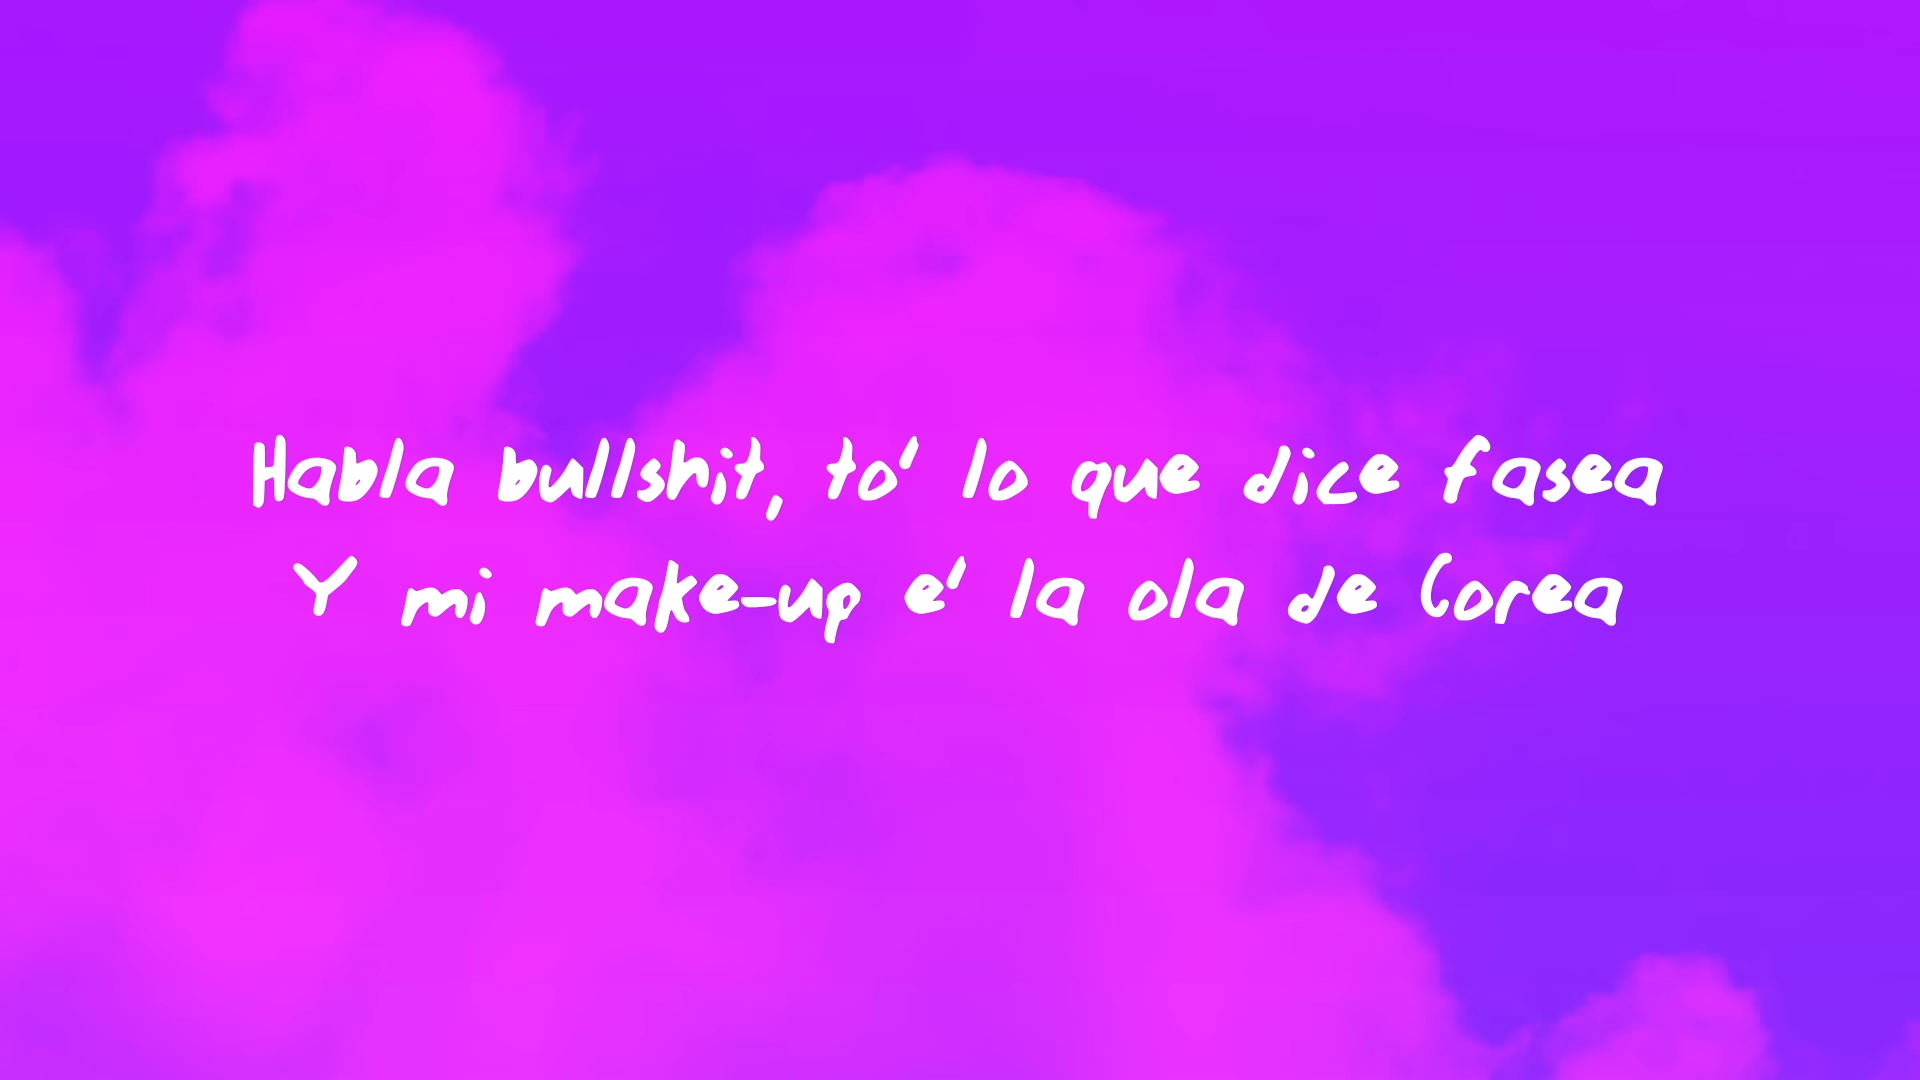 Habla bullshit, to' lo que dice fasea
Y mi make-up e' la ola de Corea